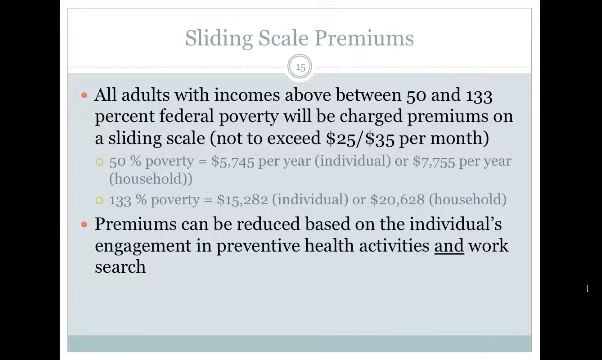 Sliding Scale Premiums
15
• All adults with incomes above between 50 and 133
percent federal poverty will be charged premiums on
a sliding scale (not to exceed $25/$35 per month)
○ 50 % poverty = $5,745 per year (individual) or $7,755 per year
(household))
○ 133 % poverty = $15,282 (individual) or $20,628 (household)
• Premiums can be reduced based on the individual's
engagement in preventive health activities and work
search